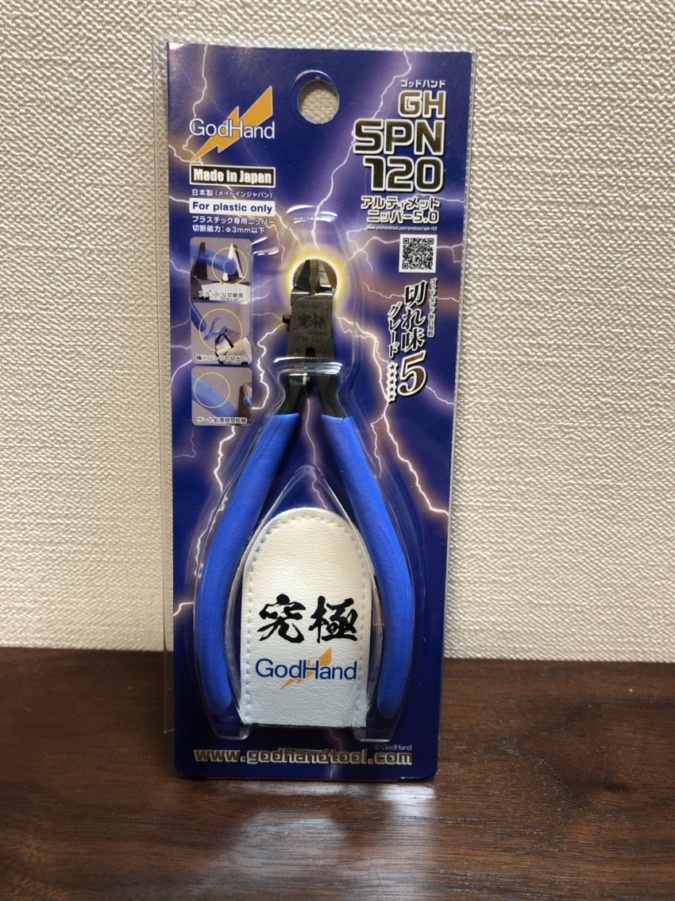 GodHand
Made in Japan
日本製(メイドインジャパン)
For plastic only
プラスチック専用ニッパー
切断能力:Φ3mm以下
ゴッドハンド
GH
SPN
120
アルティメット
ニッパー5.0
切れ味
グレード
5
究極
究極
GodHand
©GodHand
www.godhandtool.com